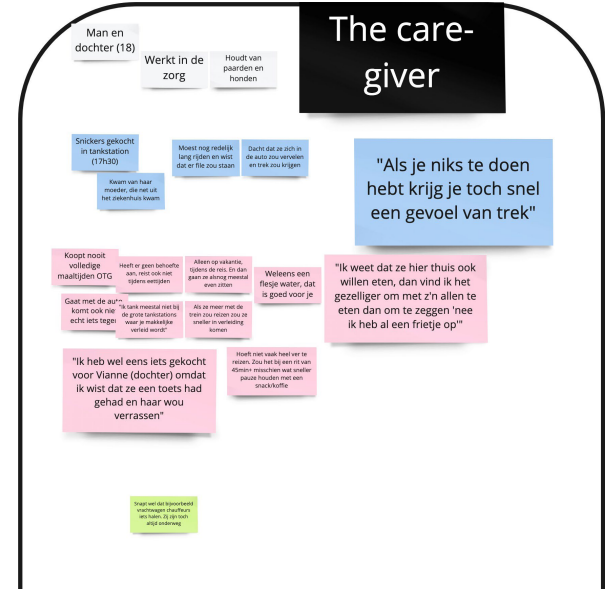 Man en
dochter (18)
Werkt in de
zorg
Houdt van
paarden en
honden
The care-
giver
Snickers gekocht
in tankstation
(17h30)
Kwam van haar
moeder, die net uit
het ziekenhuis kwam
Moest nog redelijk
lang rijden en wist
dat er file zou staan
Dacht dat ze zich in
de auto zou vervelen
en trek zou krijgen
"Als je niks te doen
hebt krijg je toch snel
een gevoel van trek"
Koopt nooit
volledige
maaltijden OTG
Heeft er geen behoefte
aan, reist ook niet
tijdens eettijden
Alleen op vakantie,
tijdens de reis. En dan
gaan ze alsnog meestal
even zitten
Weleens een
flesje water, dat
is goed voor je
"Ik weet dat ze hier thuis ook
willen eten, dan vind ik het
gezelliger om met z'n allen te
eten dan om te zeggen 'nee
ik heb al een frietje op'"
Gaat met de auto
komt ook nie
echt iets tegen
"Ik tank meestal niet bij
de grote tankstations
waar je makkelijke
verleid wordt"
Als ze meer met de
trein zou reizen zou ze
sneller in verleiding
komen
"Ik heb wel eens iets gekocht
voor Vianne (dochter) omdat
ik wist dat ze een toets had
gehad en haar wou
verrassen"
Hoeft niet vaak heel ver te
reizen. Zou het bij een rit van
45min+ misschien wat sneller
pauze houden met een
snack/koffie
Snapt wel dat bijvoorbeeld
vrachtwagen chauffeurs
iets halen. Zij zijn toch
altijd onderweg